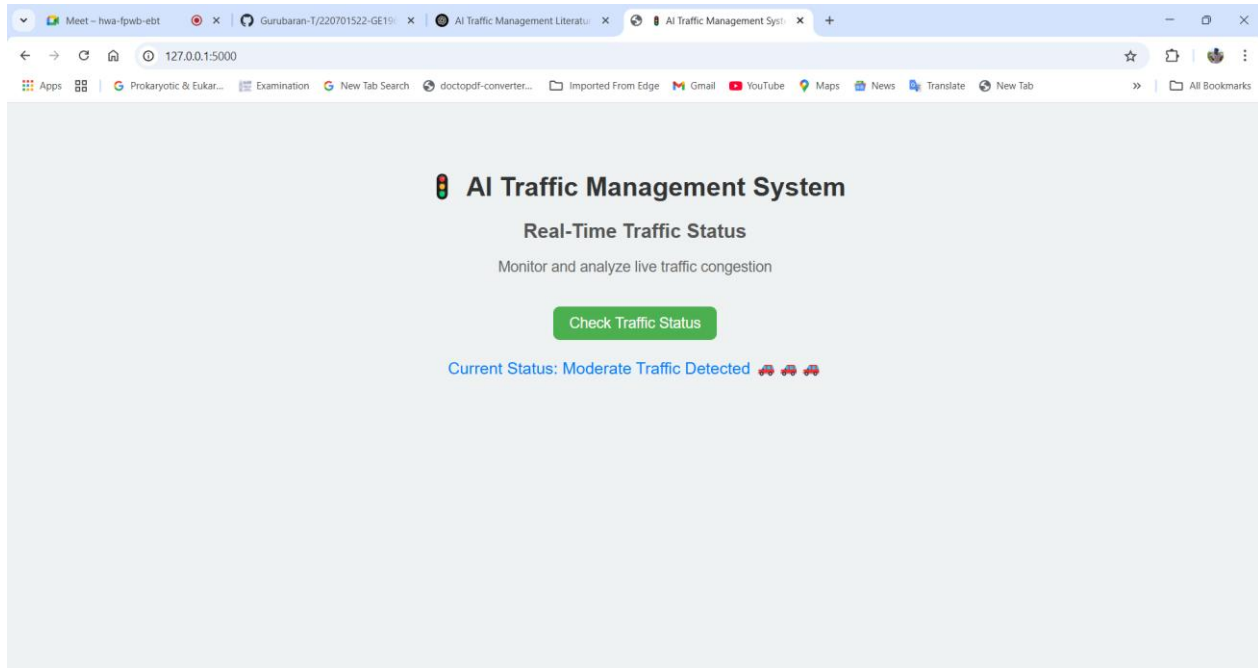 Meet – hwa-fpwb-ebt
Gurubaran-T/220701522-GE19
AI Traffic Management Literatu
AI Traffic Management Syst
127.0.0.1:5000
Apps
Prokaryotic & Eukar...
Examination
New Tab Search
doctopdf-converter...
Imported From Edge
Gmail
YouTube
Maps
News
Translate
New Tab
»
All Bookmarks
AI Traffic Management System
Real-Time Traffic Status
Monitor and analyze live traffic congestion
Check Traffic Status
Current Status: Moderate Traffic Detected